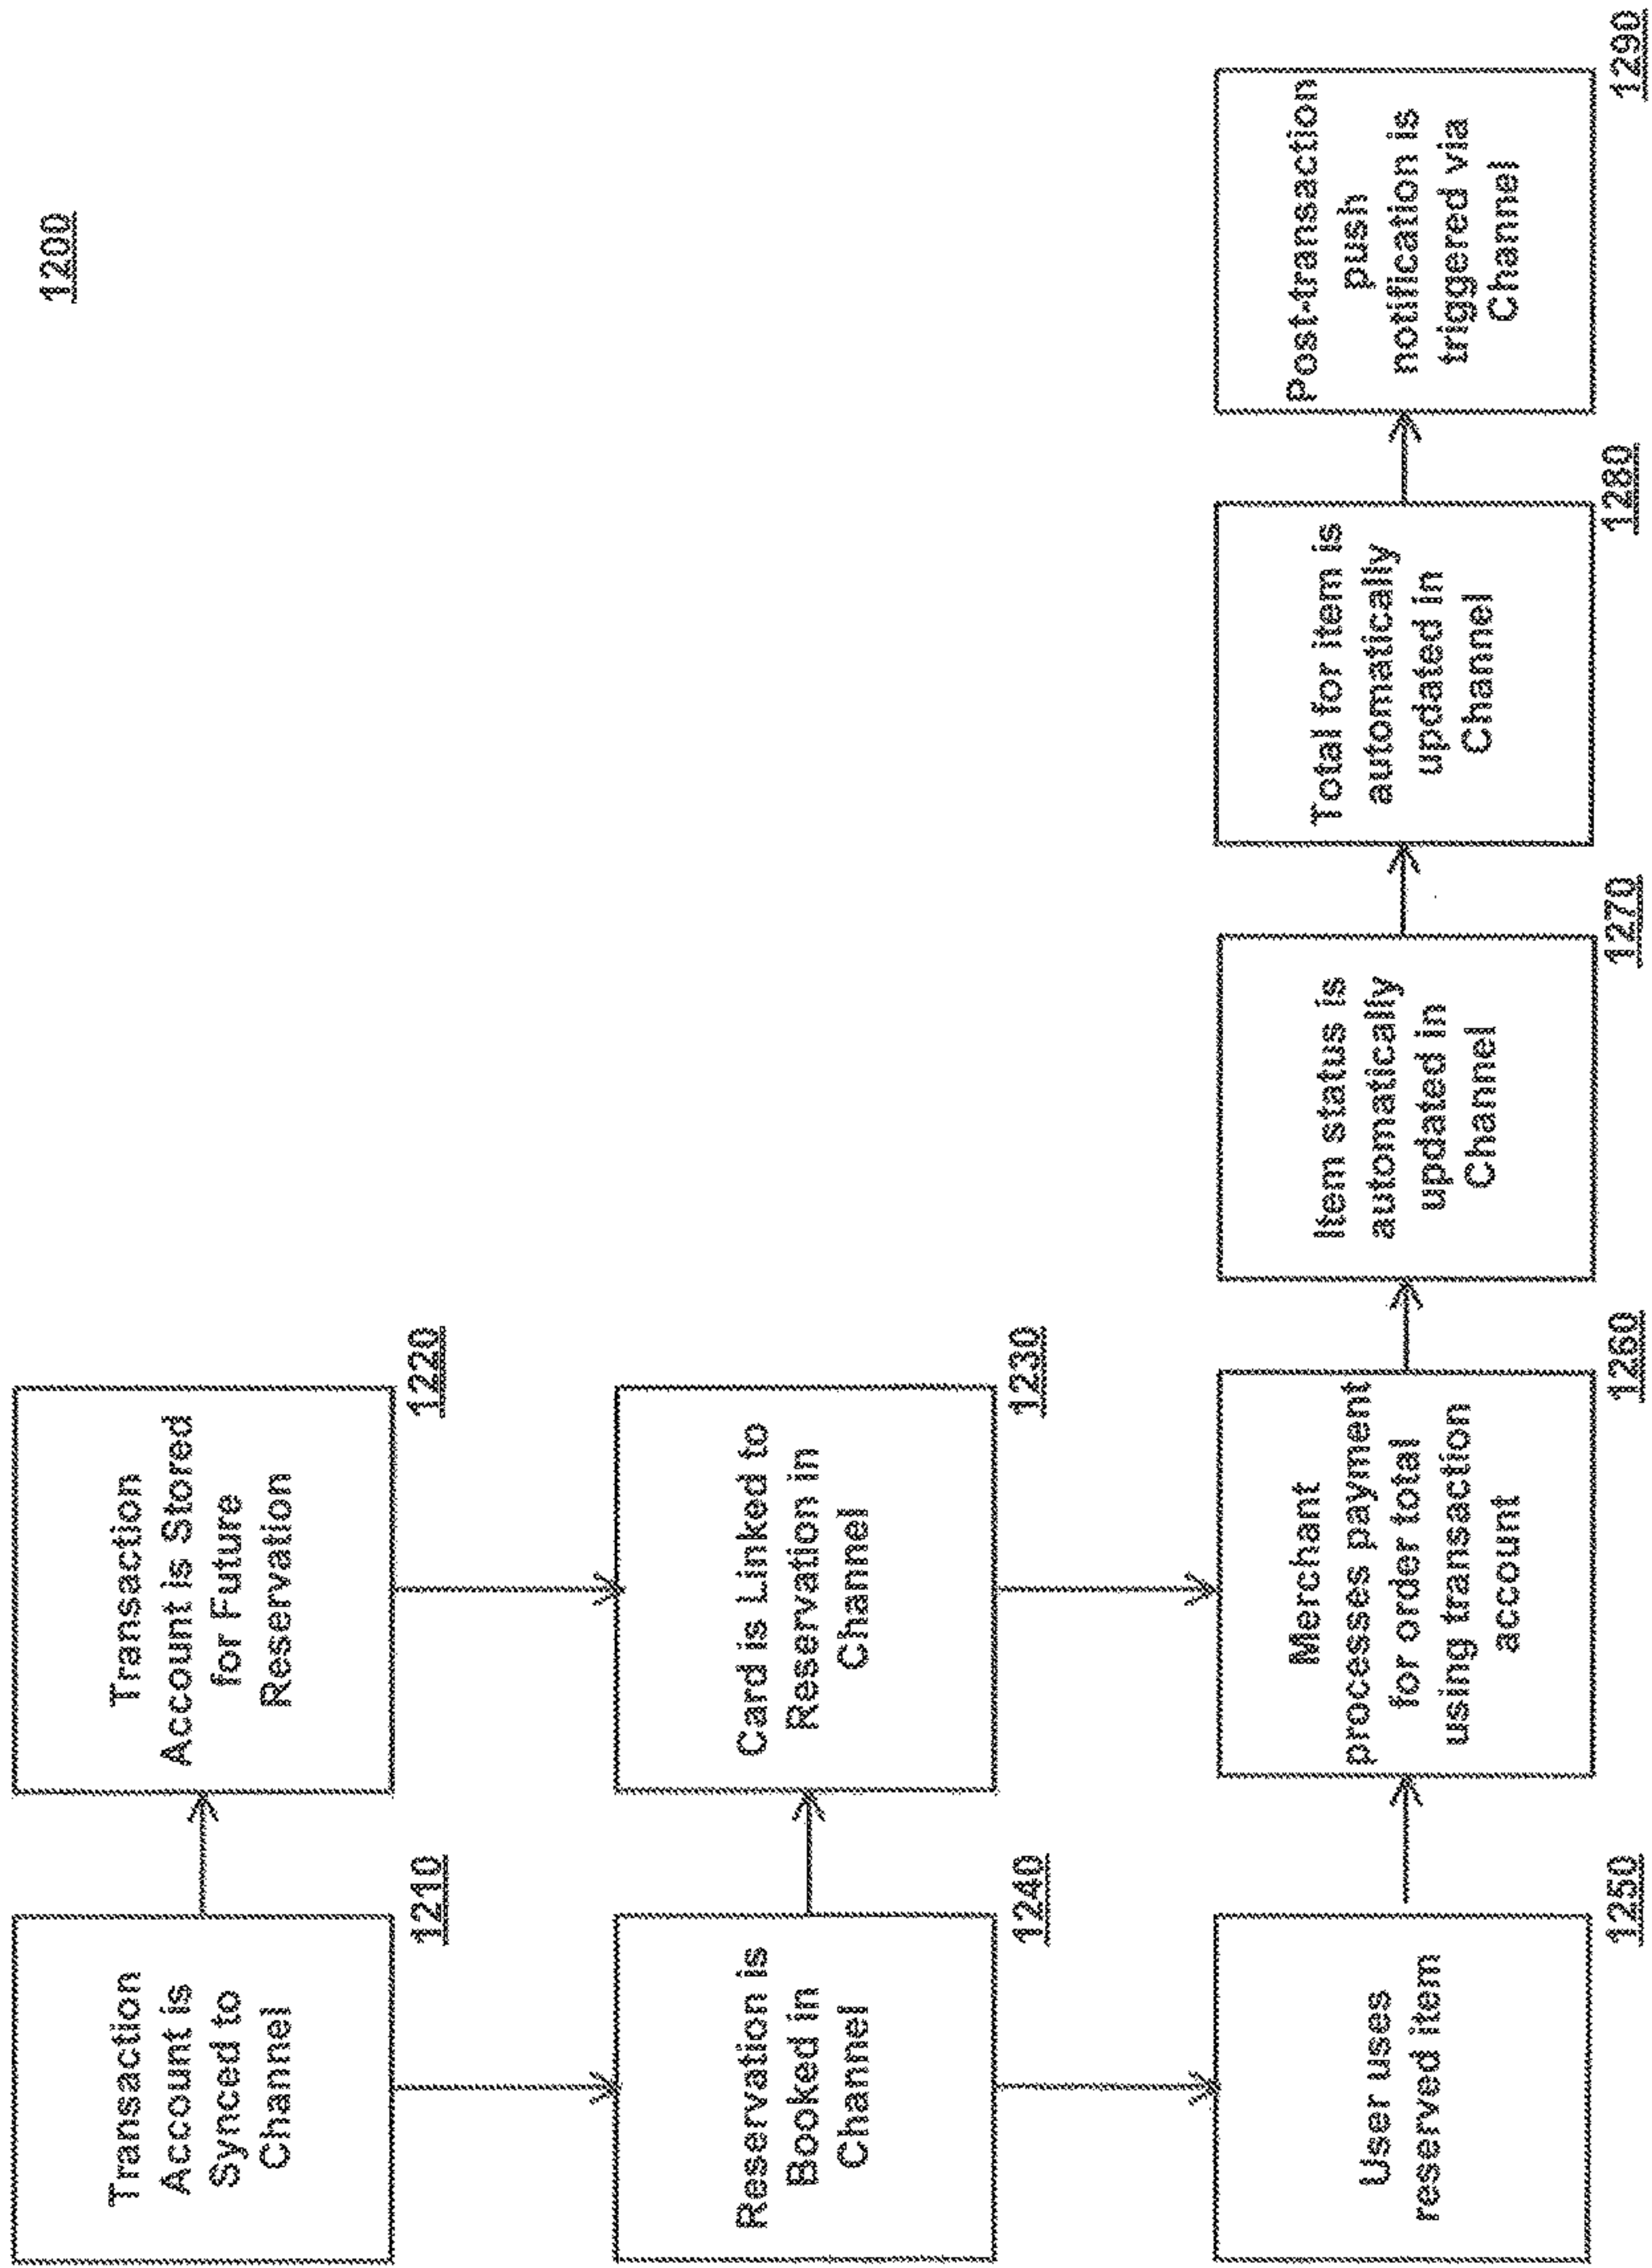 1200
Transaction
Account is
Synced to
Channel
1210
Transaction
Account is Stored
for Future
Reservation
1220
Reservation is
Booked in
Channel
1240
Card is Linked to
Reservation in
Channel
1230
User uses
reserved item
1250
Merchant
processes payment
for order total
using transaction
account
1260
Item status is
automatically
updated in
Channel
1270
Total for item is
automatically
updated in
Channel
1280
Post-transaction
push
notification is
triggered via
Channel
1290